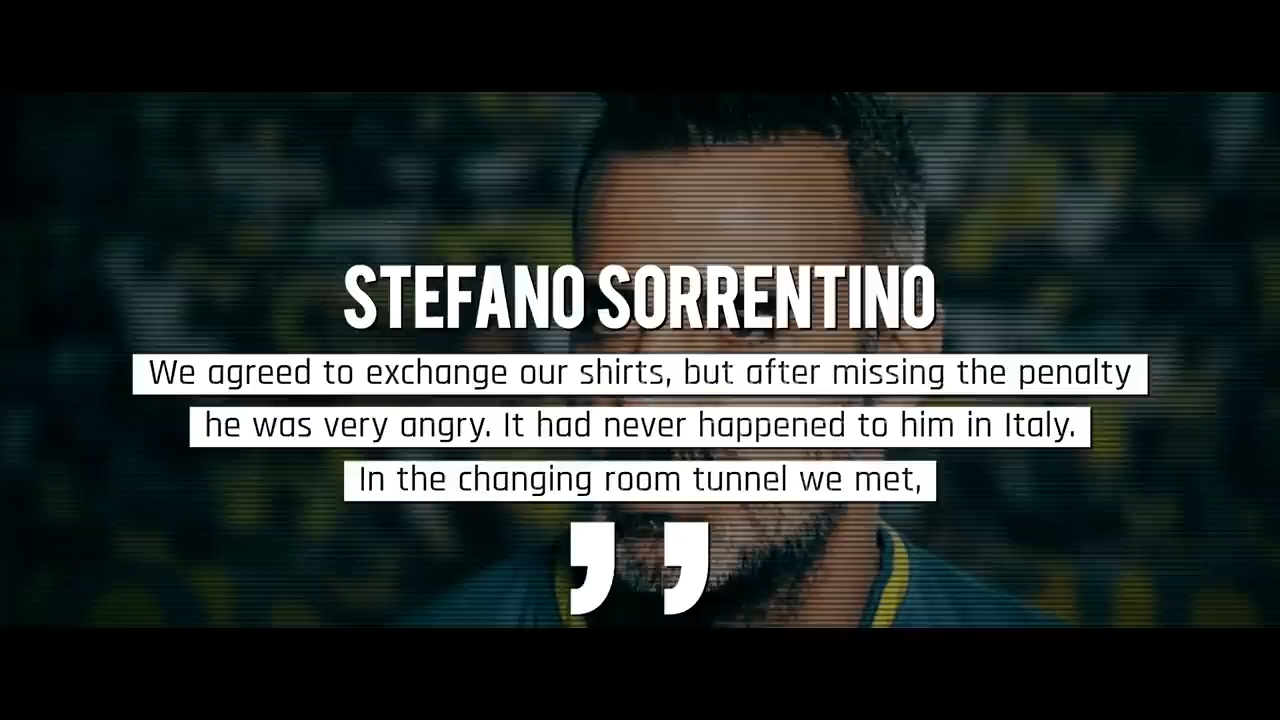 STEFANO SORRENTINO
We agreed to exchange our shirts, but after missing the penalty
he was very angry. It had never happened to him in Italy.
In the changing room tunnel we met,
”